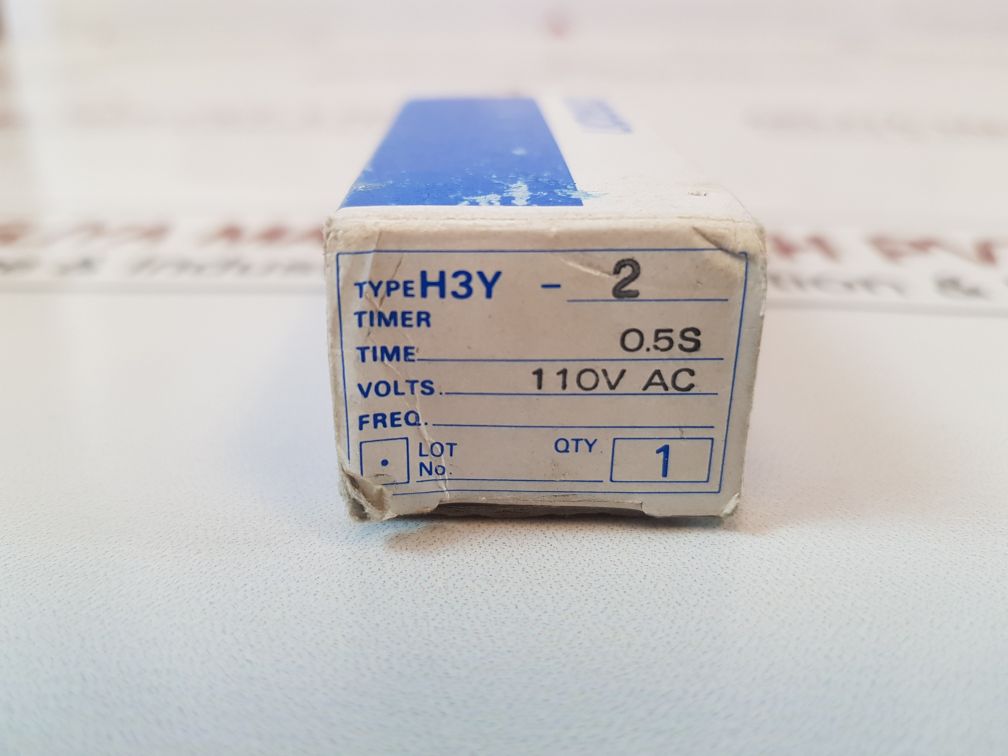 TYPE H3Y - 2
TIMER
TIME 0.5S
VOLTS. 110V AC
FREQ.
LOT No. QTY. 1